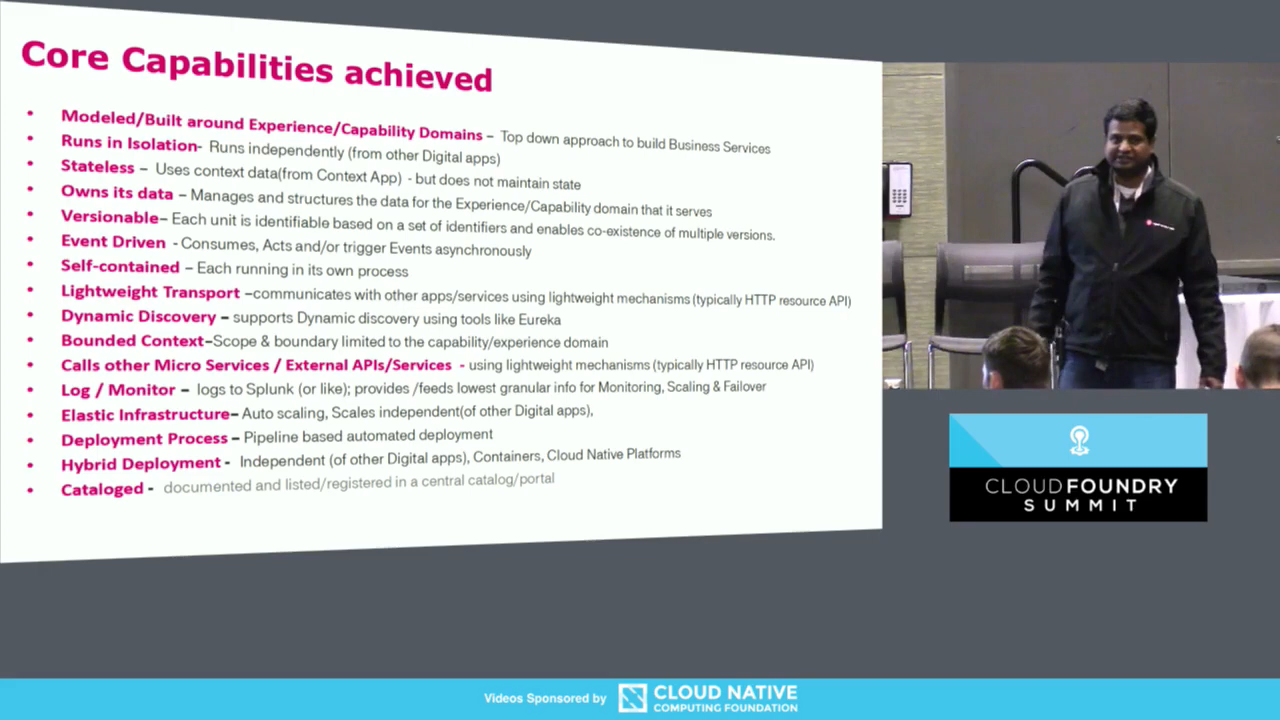 Core Capabilities achieved
• Modeled/Built around Experience/Capability Domains – Top down approach to build Business Services
• Runs in Isolation- Runs independently (from other Digital apps)
• Stateless – Uses context data(from Context App) - but does not maintain state
• Owns its data – Manages and structures the data for the Experience/Capability domain that it serves
• Versionable– Each unit is identifiable based on a set of identifiers and enables co-existence of multiple versions.
• Event Driven - Consumes, Acts and/or trigger Events asynchronously
• Self-contained – Each running in its own process
• Lightweight Transport –communicates with other apps/services using lightweight mechanisms (typically HTTP resource API)
• Dynamic Discovery – supports Dynamic discovery using tools like Eureka
• Bounded Context–Scope & boundary limited to the capability/experience domain
• Calls other Micro Services / External APIs/Services - using lightweight mechanisms (typically HTTP resource API)
• Log / Monitor – logs to Splunk (or like); provides /feeds lowest granular info for Monitoring, Scaling & Failover
• Elastic Infrastructure– Auto scaling, Scales independent(of other Digital apps),
• Deployment Process – Pipeline based automated deployment
• Hybrid Deployment - Independent (of other Digital apps), Containers, Cloud Native Platforms
• Cataloged - documented and listed/registered in a central catalog/portal
CLOUD FOUNDRY
SUMMIT
Videos Sponsored by
CLOUD NATIVE
COMPUTING FOUNDATION